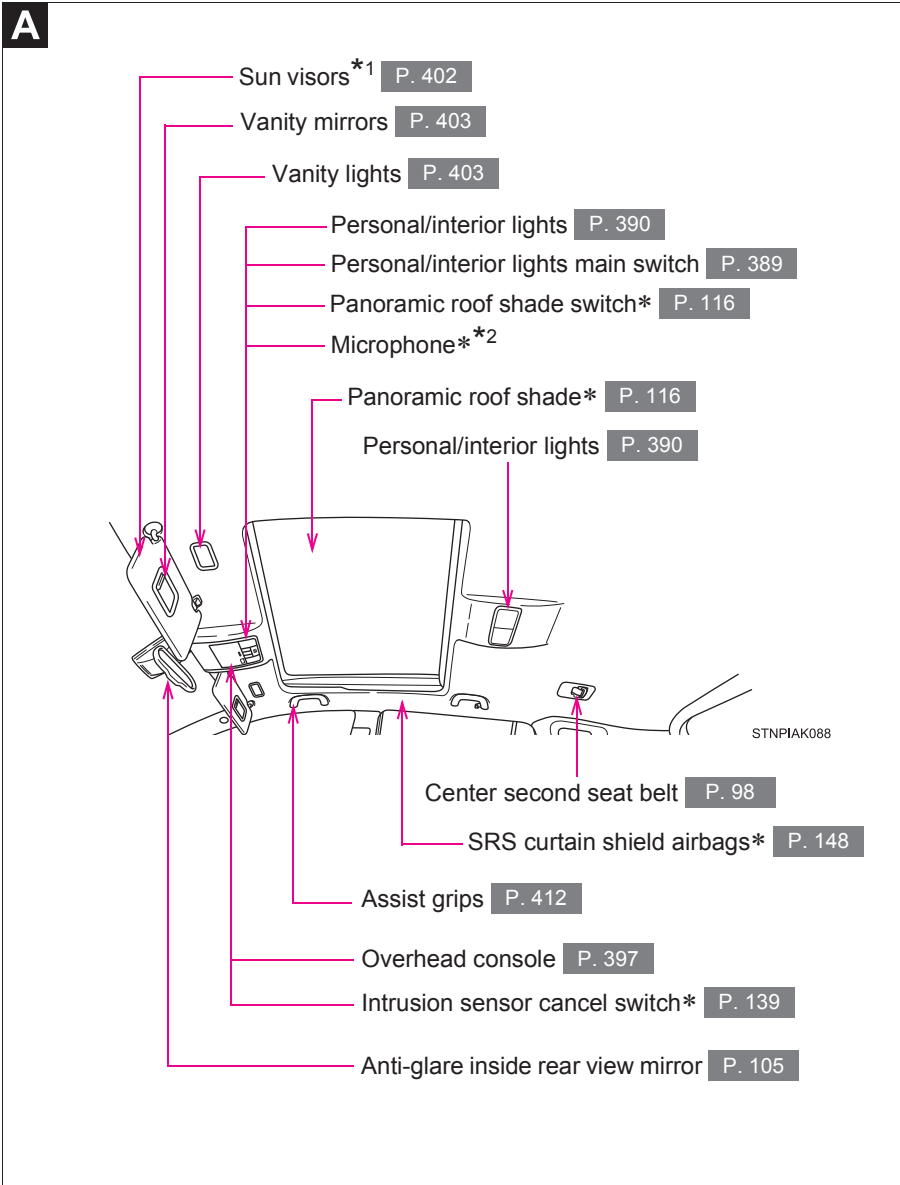 A
Sun visors*1 P. 402
Vanity mirrors P. 403
Vanity lights P. 403
Personal/interior lights P. 390
Personal/interior lights main switch P. 389
Panoramic roof shade switch* P. 116
Microphone**2
Panoramic roof shade* P. 116
Personal/interior lights P. 390
STNPIAK088
Center second seat belt P. 98
SRS curtain shield airbags* P. 148
Assist grips P. 412
Overhead console P. 397
Intrusion sensor cancel switch* P. 139
Anti-glare inside rear view mirror P. 105